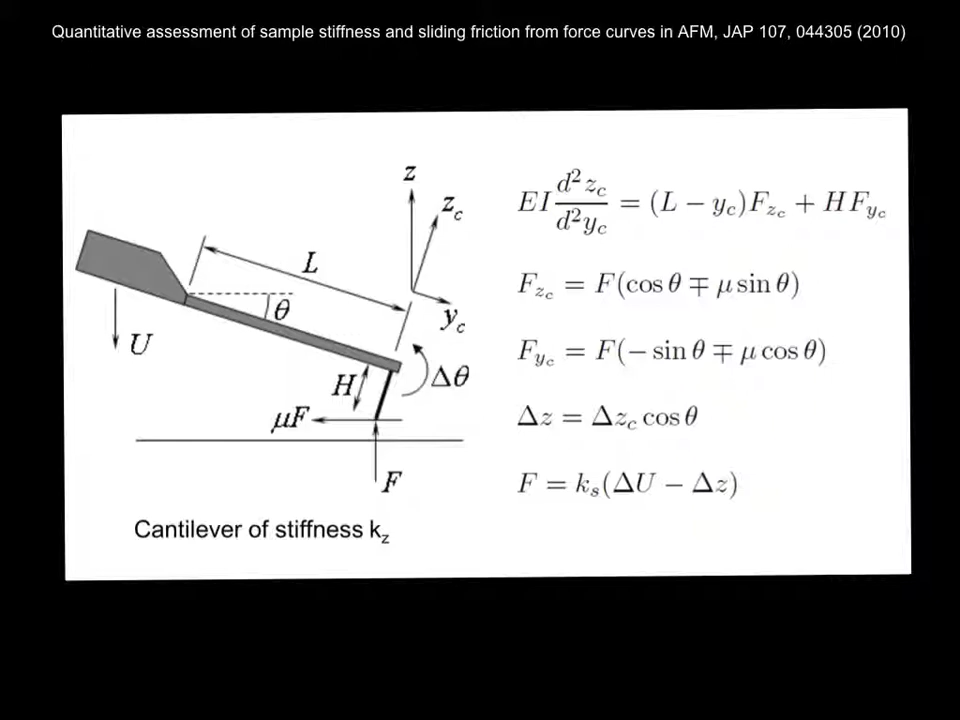 Quantitative assessment of sample stiffness and sliding friction from force curves in AFM, JAP 107, 044305 (2010)
z
z_c
L
θ
y_c
U
H
Δθ
μF
F
Cantilever of stiffness k_z
EI d²z_c/d²y_c = (L − y_c)F_{z_c} + HF_{y_c}
F_{z_c} = F(cos θ ∓ μ sin θ)
F_{y_c} = F(− sin θ ∓ μ cos θ)
Δz = Δz_c cos θ
F = k_s(ΔU − Δz)